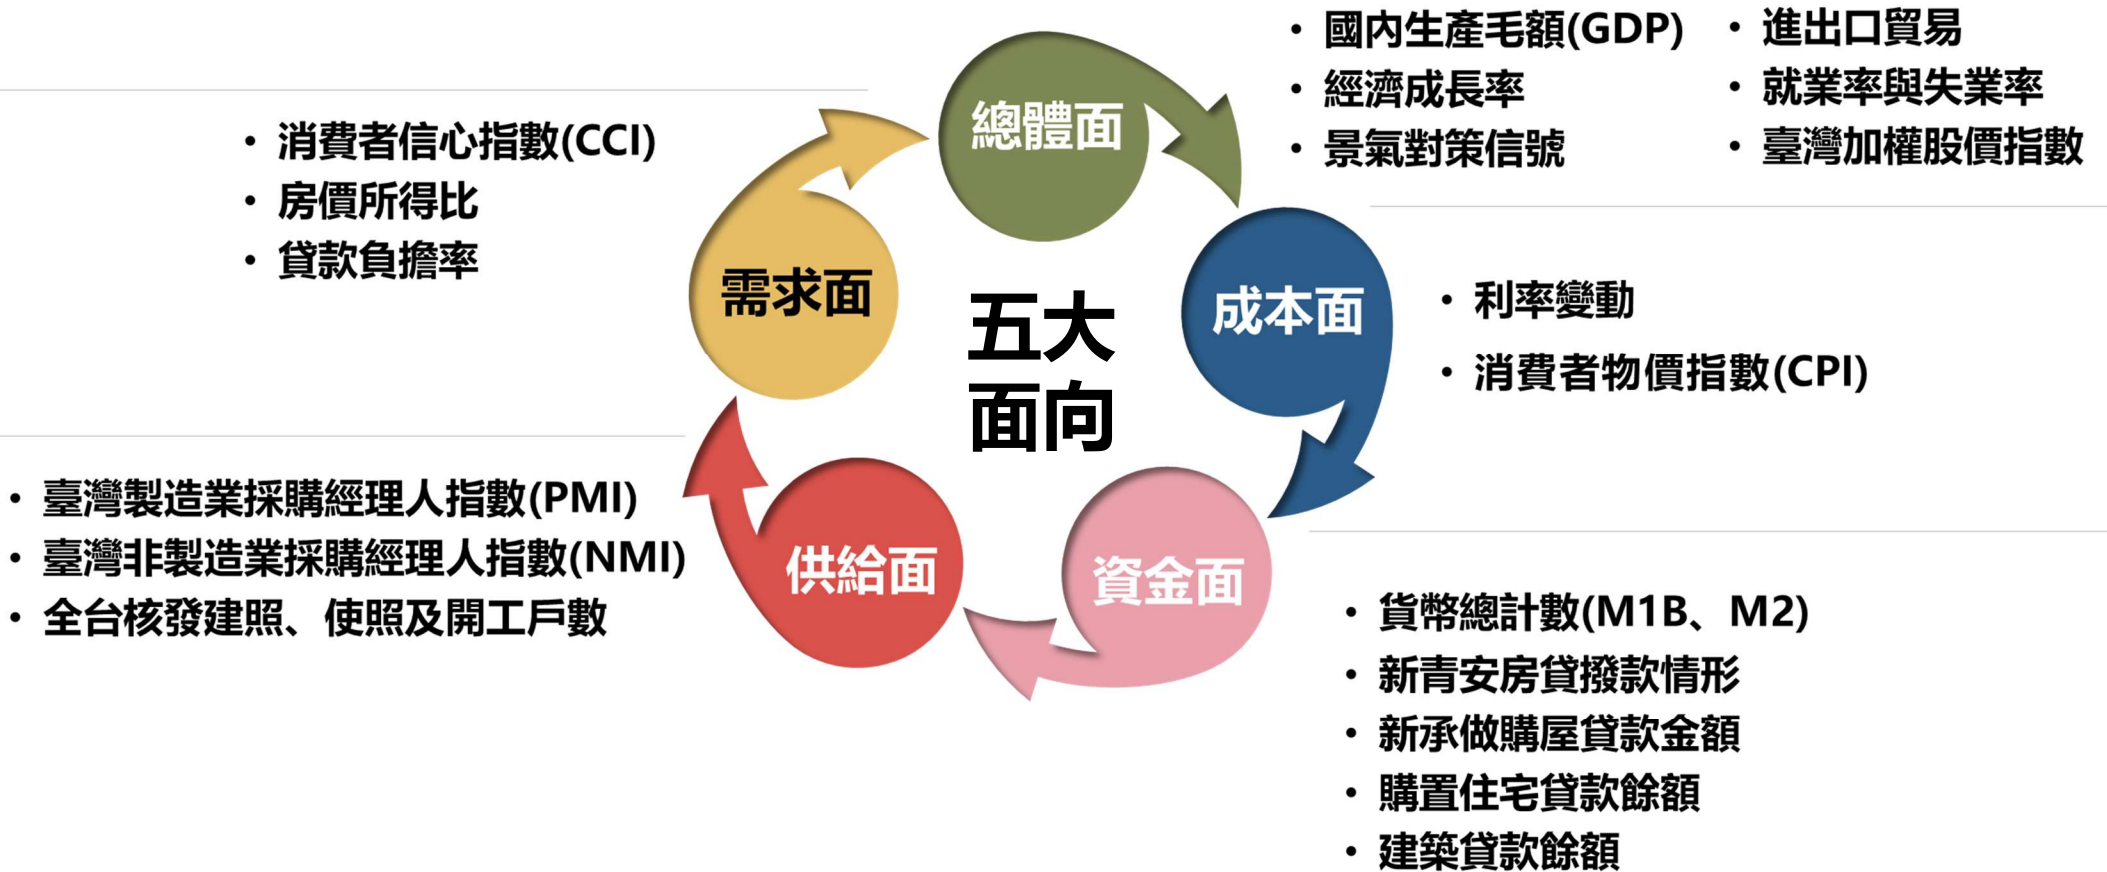 五大
面向
總體面
• 國內生產毛額(GDP)
• 經濟成長率
• 景氣對策信號
• 進出口貿易
• 就業率與失業率
• 臺灣加權股價指數
成本面
• 利率變動
• 消費者物價指數(CPI)
資金面
• 貨幣總計數(M1B、M2)
• 新青安房貸撥款情形
• 新承做購屋貸款金額
• 購置住宅貸款餘額
• 建築貸款餘額
供給面
• 臺灣製造業採購經理人指數(PMI)
• 臺灣非製造業採購經理人指數(NMI)
• 全台核發建照、使照及開工戶數
需求面
• 消費者信心指數(CCI)
• 房價所得比
• 貸款負擔率